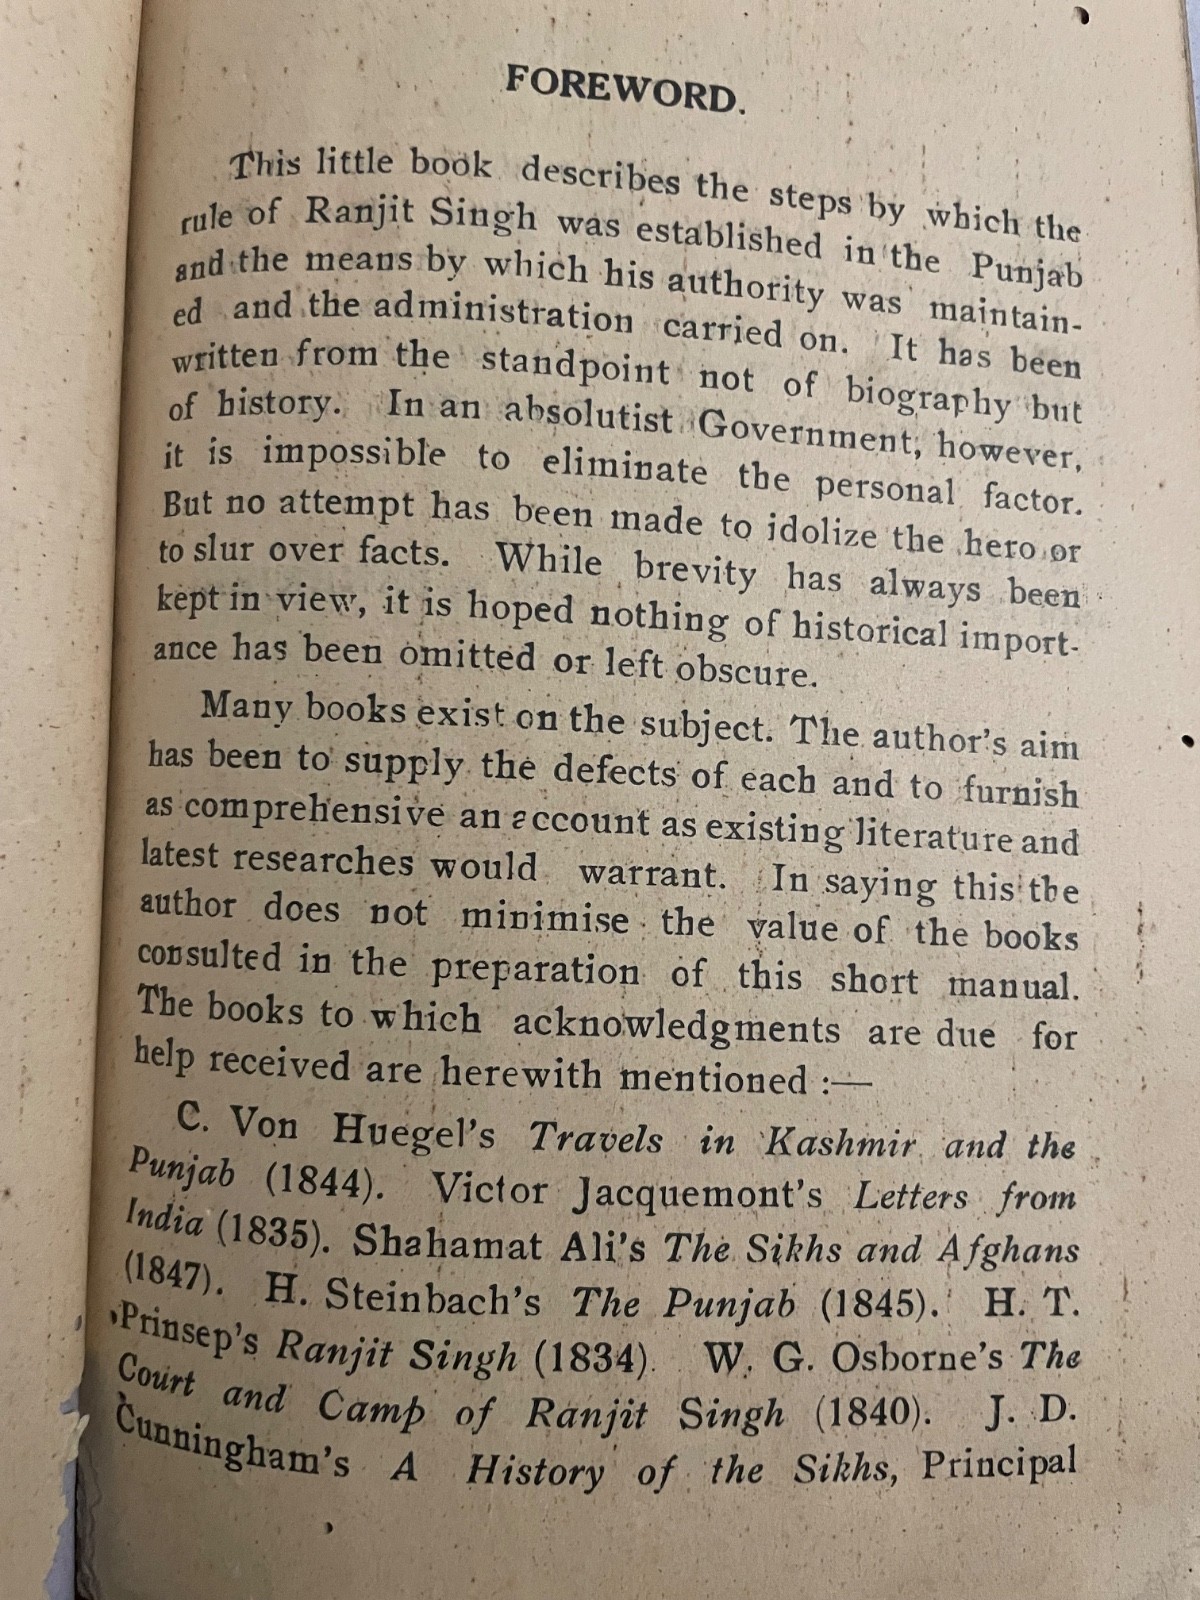 FOREWORD.
This little book describes the steps by which the
rule of Ranjit Singh was established in the Punjab
and the means by which his authority was maintain-
ed and the administration carried on. It has been
written from the standpoint not of biography but
of history. In an absolutist Government, however,
it is impossible to eliminate the personal factor.
But no attempt has been made to idolize the hero or
to slur over facts. While brevity has always been
kept in view, it is hoped nothing of historical import-
ance has been omitted or left obscure.
Many books exist on the subject. The author's aim
has been to supply the defects of each and to furnish
as comprehensive an account as existing literature and
latest researches would warrant. In saying this the
author does not minimise the value of the books
consulted in the preparation of this short manual.
The books to which acknowledgments are due for
help received are herewith mentioned :—
C. Von Huegel's Travels in Kashmir and the
Punjab (1844). Victor Jacquemont's Letters from
India (1835). Shahamat Ali's The Sikhs and Afghans
(1847). H. Steinbach's The Punjab (1845). H. T.
Prinsep's Ranjit Singh (1834). W. G. Osborne's The
Court and Camp of Ranjit Singh (1840). J. D.
Cunningham's A History of the Sikhs, Principal